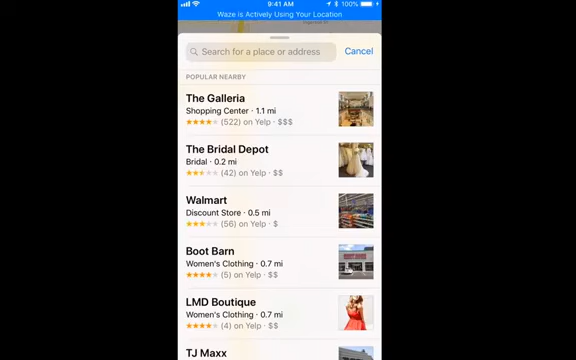 9:41 AM
100%
Waze is Actively Using Your Location
Search for a place or address
Cancel
POPULAR NEARBY
The Galleria
Shopping Center · 1.1 mi
(522) on Yelp · $$$
The Bridal Depot
Bridal · 0.2 mi
(42) on Yelp · $$
Walmart
Discount Store · 0.5 mi
(56) on Yelp · $
Boot Barn
Women's Clothing · 0.7 mi
(5) on Yelp · $$
LMD Boutique
Women's Clothing · 0.7 mi
(4) on Yelp · $$
TJ Maxx